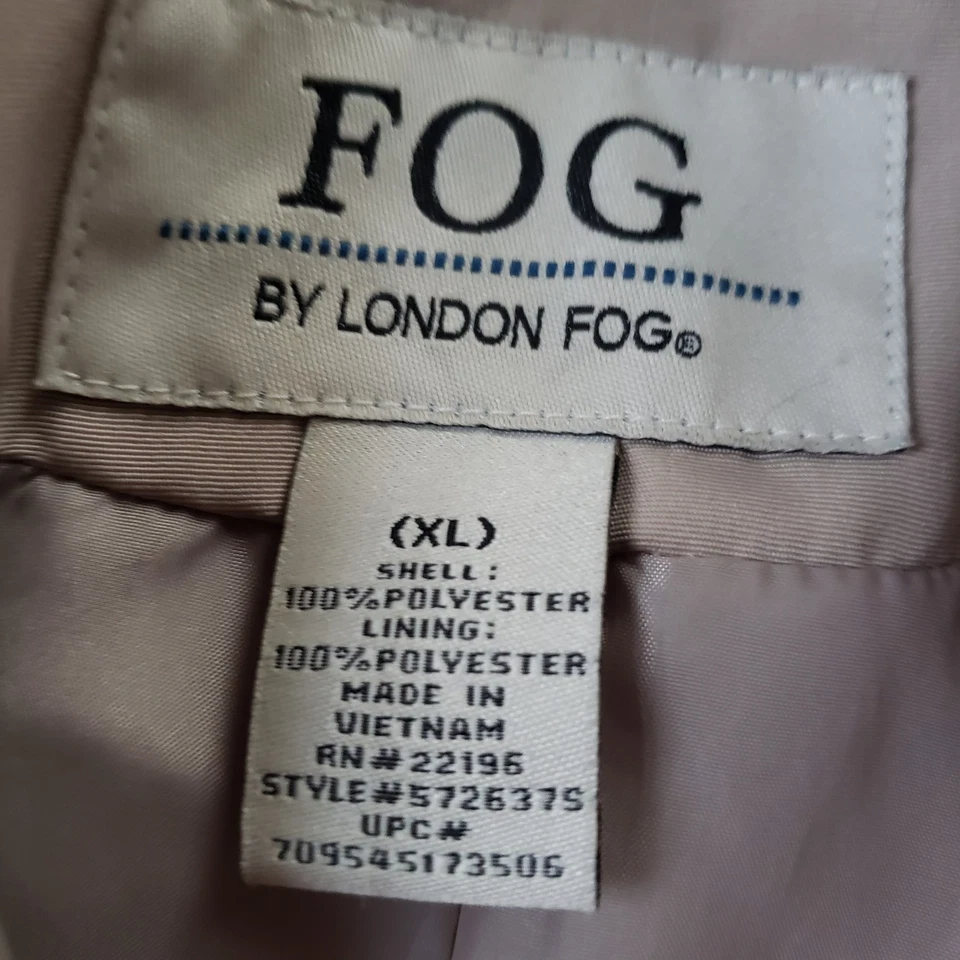 FOG
BY LONDON FOG®
(XL)
SHELL:
100%POLYESTER
LINING:
100%POLYESTER
MADE IN
VIETNAM
RN#22196
STYLE#572637S
UPC#
709545173506